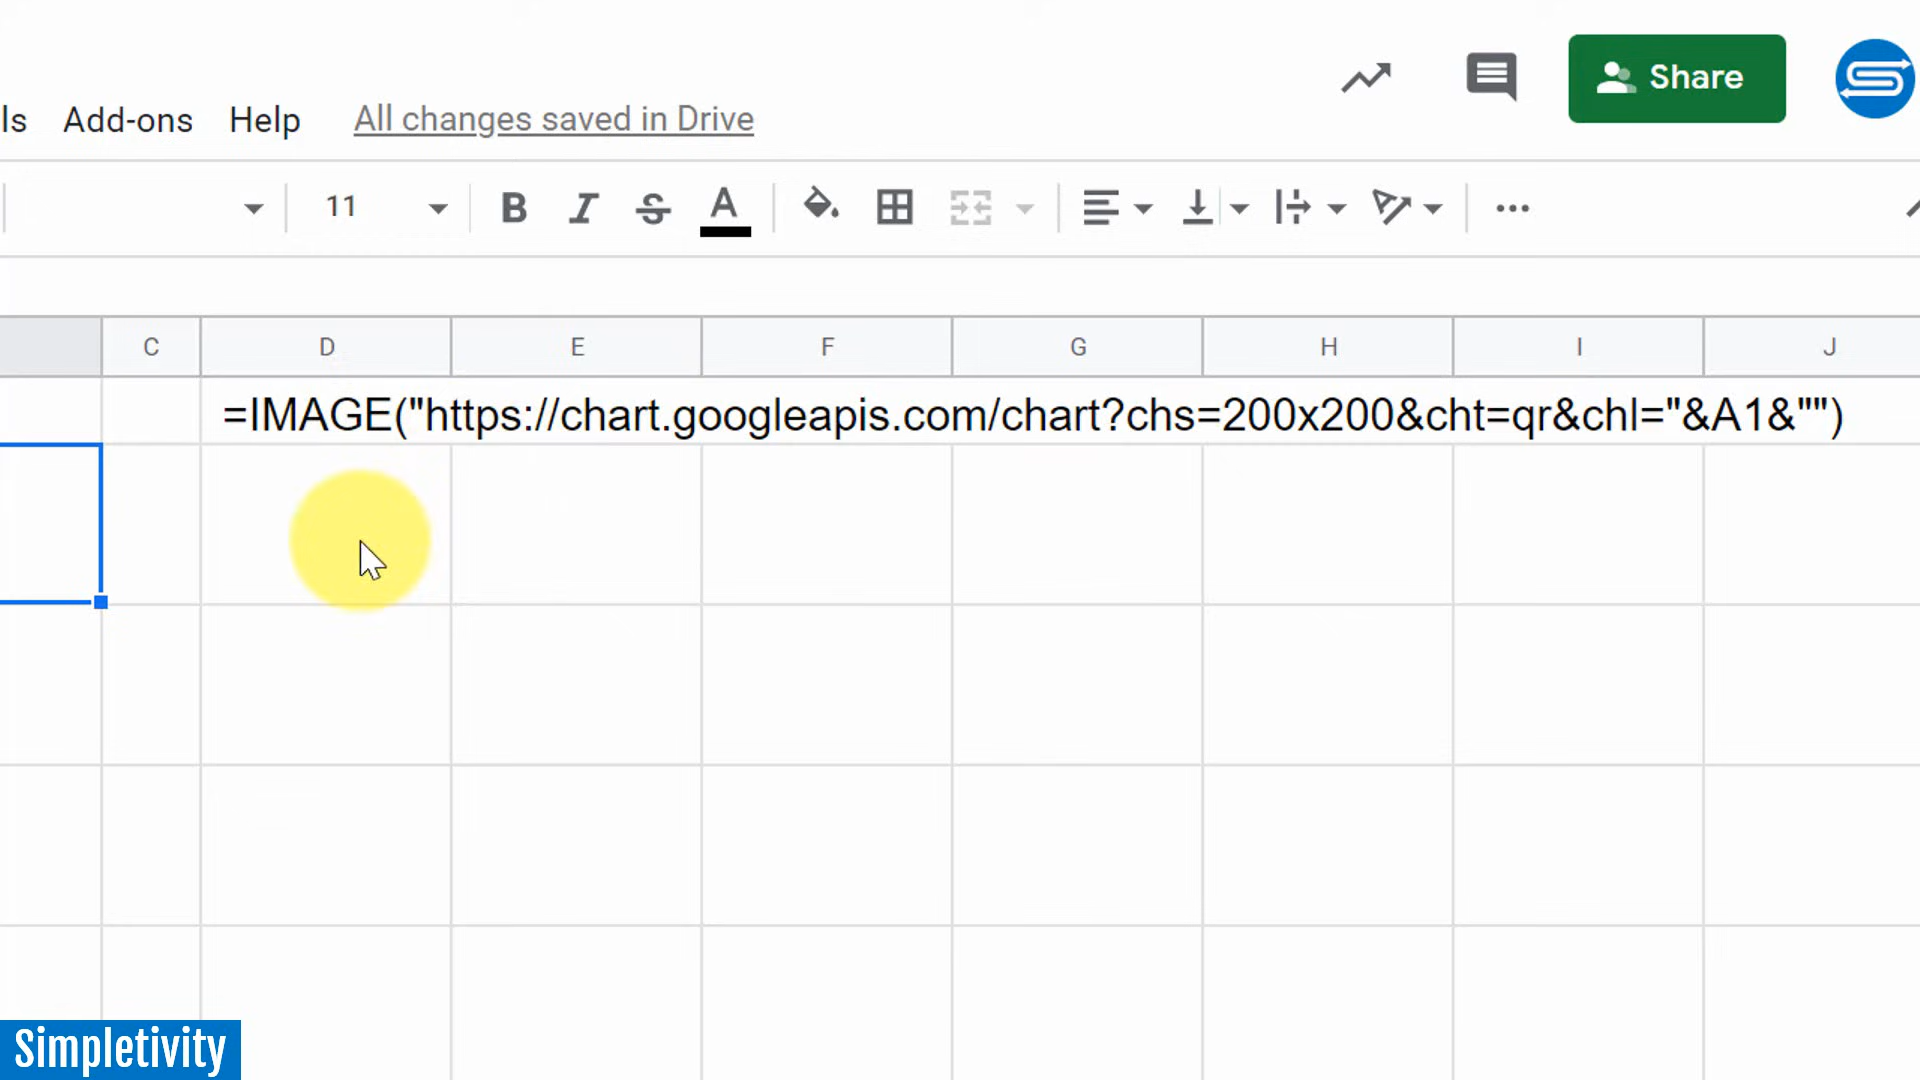 Share
ls Add-ons Help All changes saved in Drive
11 B I S A
C D E F G H I J
=IMAGE("https://chart.googleapis.com/chart?chs=200x200&cht=qr&chl="&A1&"")
Simpletivity